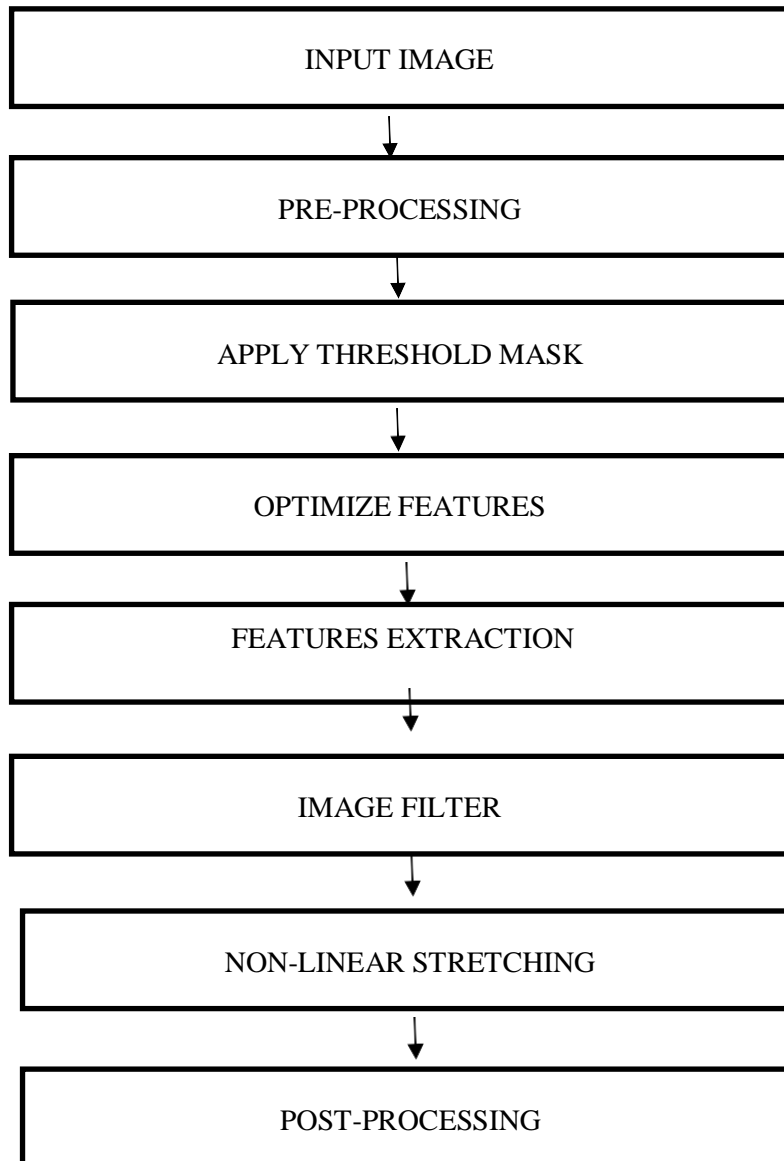 INPUT IMAGE
PRE-PROCESSING
APPLY THRESHOLD MASK
OPTIMIZE FEATURES
FEATURES EXTRACTION
IMAGE FILTER
NON-LINEAR STRETCHING
POST-PROCESSING